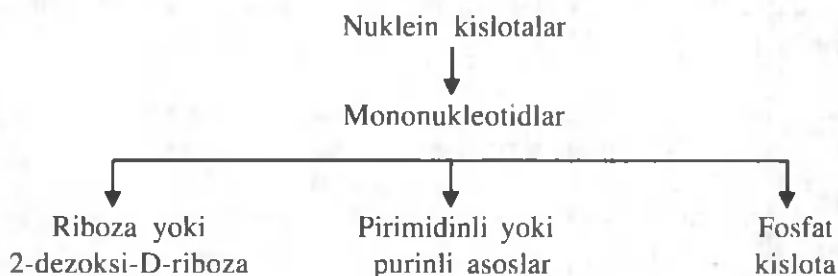 Nuklein kislotalar
Mononukleotidlar
Riboza yoki
2-dezoksi-D-riboza
Pirimidinli yoki
purinli asoslar
Fosfat
kislota